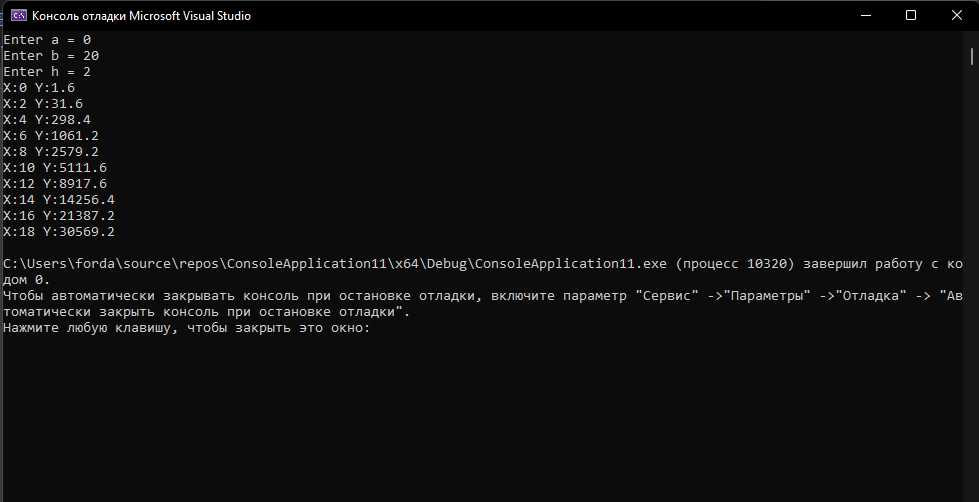 Консоль отладки Microsoft Visual Studio
Enter a = 0
Enter b = 20
Enter h = 2
X:0 Y:1.6
X:2 Y:31.6
X:4 Y:298.4
X:6 Y:1061.2
X:8 Y:2579.2
X:10 Y:5111.6
X:12 Y:8917.6
X:14 Y:14256.4
X:16 Y:21387.2
X:18 Y:30569.2
C:\Users\forda\source\repos\ConsoleApplication11\x64\Debug\ConsoleApplication11.exe (процесс 10320) завершил работу с ко
дом 0.
Чтобы автоматически закрывать консоль при остановке отладки, включите параметр "Сервис" ->"Параметры" ->"Отладка" -> "Ав
томатически закрыть консоль при остановке отладки".
Нажмите любую клавишу, чтобы закрыть это окно: